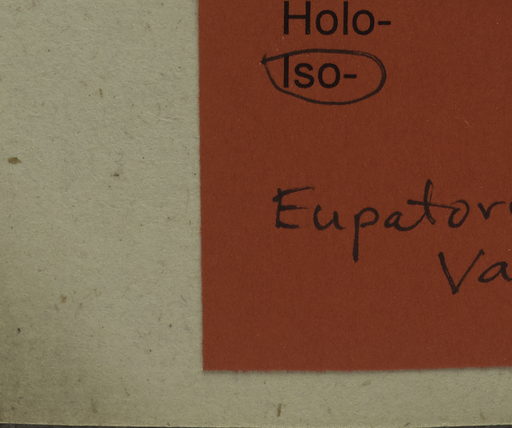 Holo-
Iso-
Eupator
Va